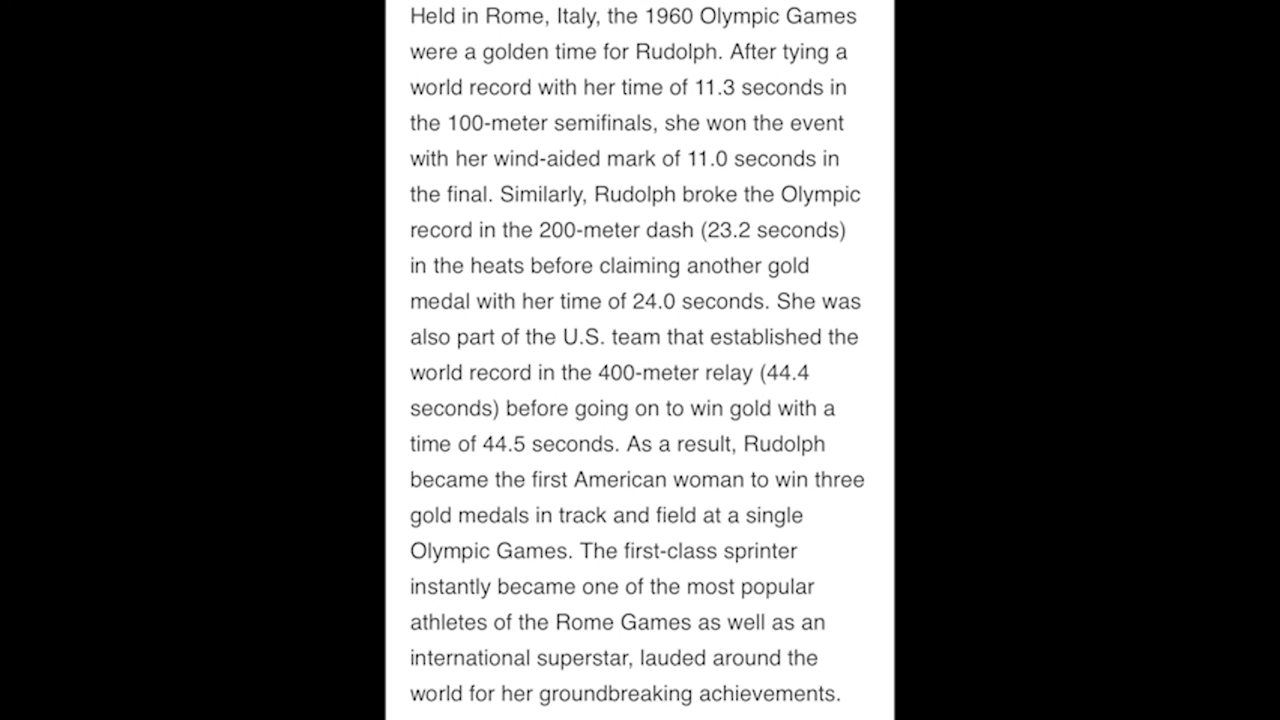 Held in Rome, Italy, the 1960 Olympic Games
were a golden time for Rudolph. After tying a
world record with her time of 11.3 seconds in
the 100-meter semifinals, she won the event
with her wind-aided mark of 11.0 seconds in
the final. Similarly, Rudolph broke the Olympic
record in the 200-meter dash (23.2 seconds)
in the heats before claiming another gold
medal with her time of 24.0 seconds. She was
also part of the U.S. team that established the
world record in the 400-meter relay (44.4
seconds) before going on to win gold with a
time of 44.5 seconds. As a result, Rudolph
became the first American woman to win three
gold medals in track and field at a single
Olympic Games. The first-class sprinter
instantly became one of the most popular
athletes of the Rome Games as well as an
international superstar, lauded around the
world for her groundbreaking achievements.